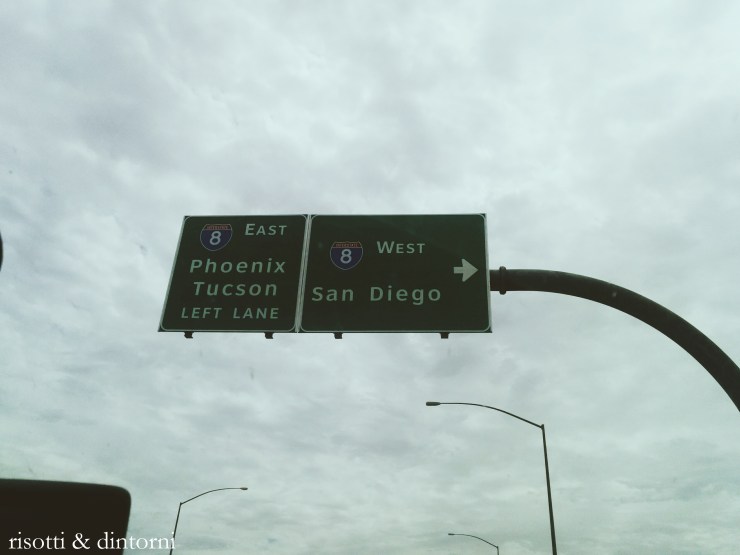 8 EAST
Phoenix
Tucson
LEFT LANE
8 WEST
San Diego
risotti & dintorni